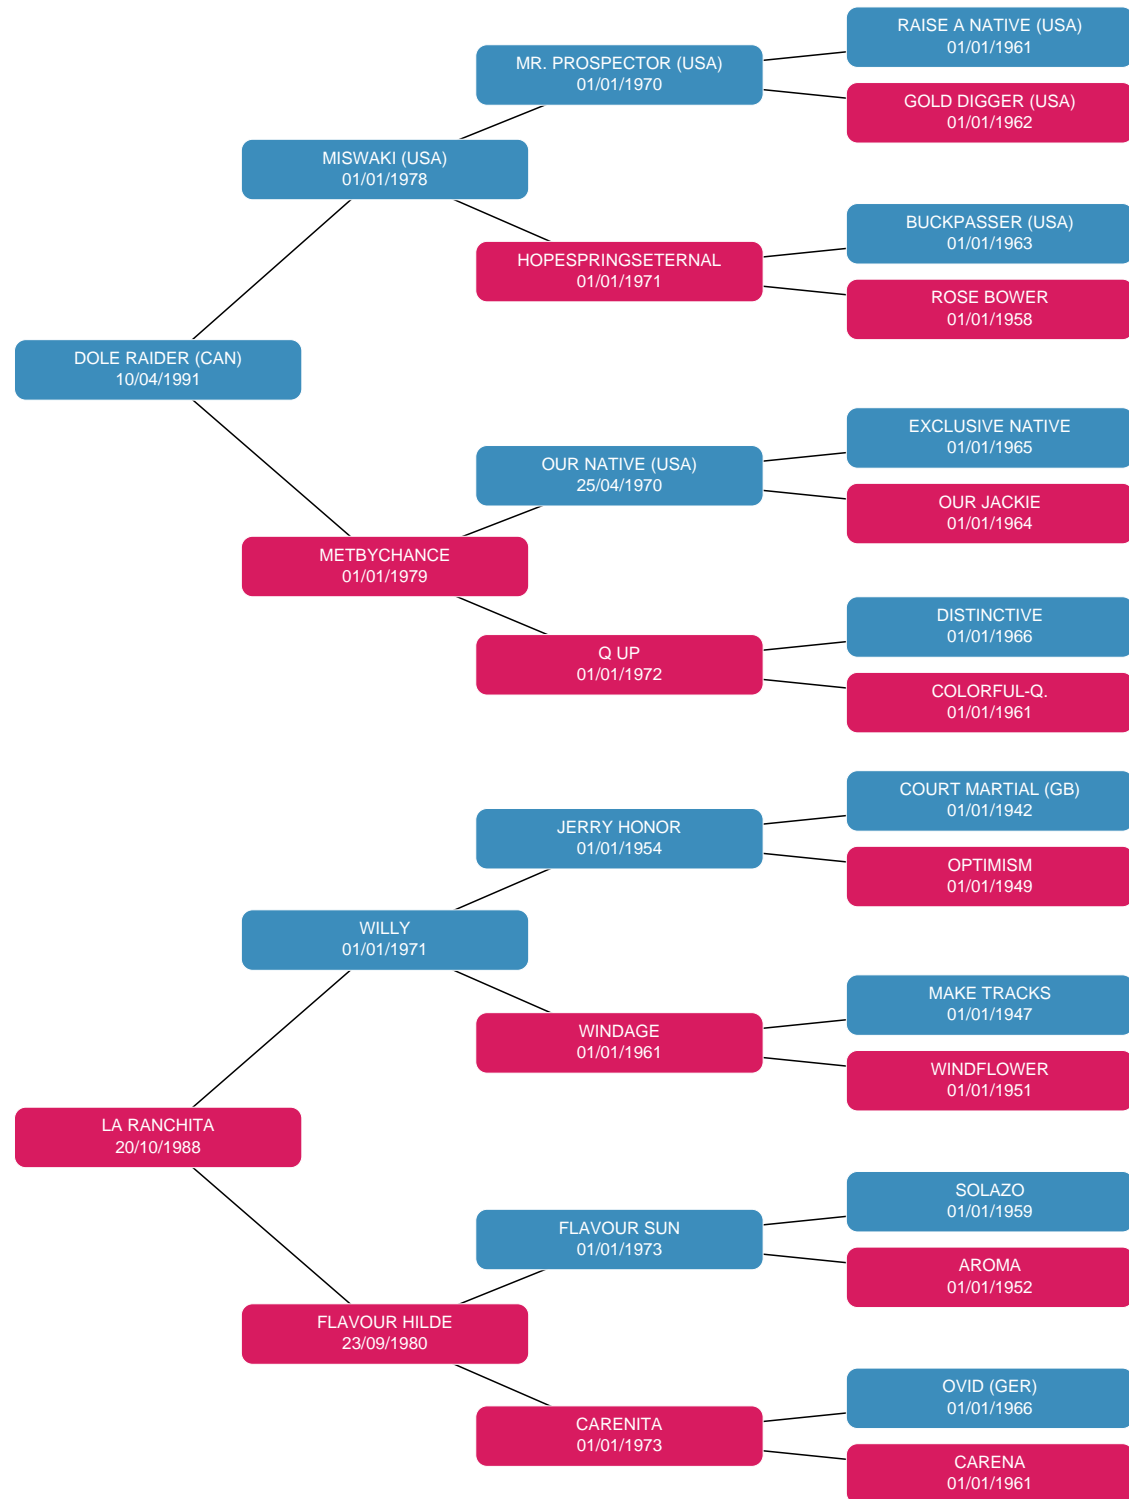 RAISE A NATIVE (USA)
01/01/1961
MR. PROSPECTOR (USA)
01/01/1970
GOLD DIGGER (USA)
01/01/1962
MISWAKI (USA)
01/01/1978
BUCKPASSER (USA)
01/01/1963
HOPESPRINGSETERNAL
01/01/1971
ROSE BOWER
01/01/1958
DOLE RAIDER (CAN)
10/04/1991
EXCLUSIVE NATIVE
01/01/1965
OUR NATIVE (USA)
25/04/1970
OUR JACKIE
01/01/1964
METBYCHANCE
01/01/1979
DISTINCTIVE
01/01/1966
Q UP
01/01/1972
COLORFUL-Q.
01/01/1961
COURT MARTIAL (GB)
01/01/1942
JERRY HONOR
01/01/1954
OPTIMISM
01/01/1949
WILLY
01/01/1971
MAKE TRACKS
01/01/1947
WINDAGE
01/01/1961
WINDFLOWER
01/01/1951
LA RANCHITA
20/10/1988
SOLAZO
01/01/1959
FLAVOUR SUN
01/01/1973
AROMA
01/01/1952
FLAVOUR HILDE
23/09/1980
OVID (GER)
01/01/1966
CARENITA
01/01/1973
CARENA
01/01/1961